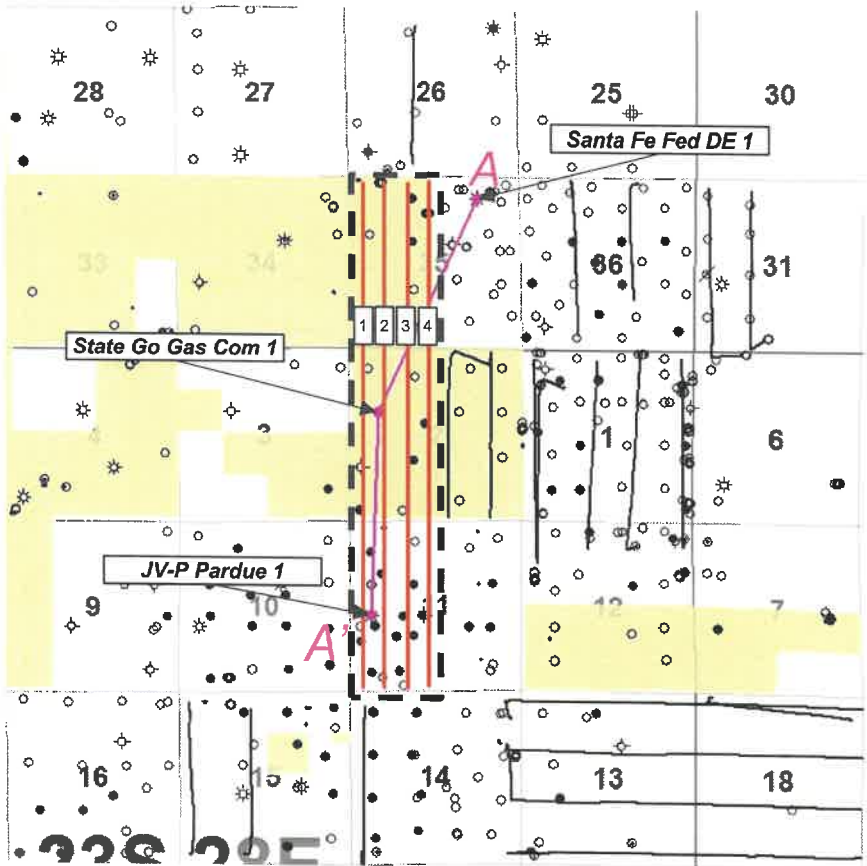 28 27 26 25 30
Santa Fe Fed DE 1
A
33 34 36 31
1 2 3 4
State Go Gas Com 1
4 3 1 6
JV-P Pardue 1
9 10 11 12 7
A'
16 15 14 13 18